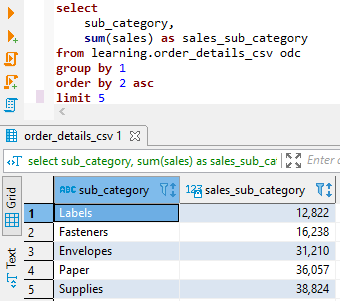 select
sub_category,
sum(sales) as sales_sub_category
from learning.order_details_csv odc
group by 1
order by 2 asc
limit 5
order_details_csv 1
select sub_category, sum(sales) as sales_sub_cat
Enter
Grid
Text
ABC sub_category
123 sales_sub_category
1 Labels 12,822
2 Fasteners 16,238
3 Envelopes 31,210
4 Paper 36,057
5 Supplies 38,824